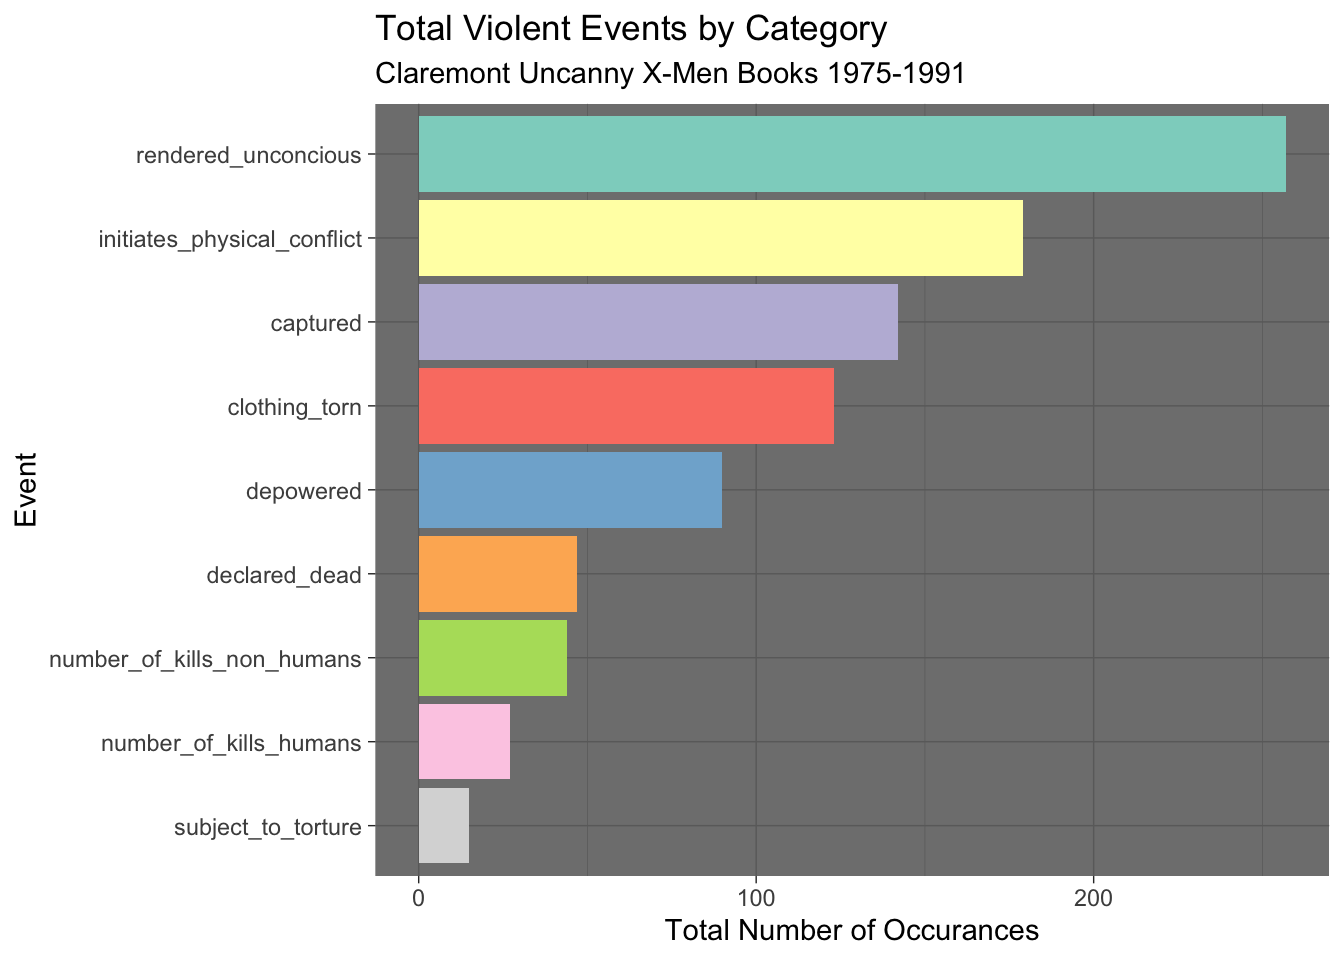 Total Violent Events by Category
Claremont Uncanny X-Men Books 1975-1991
rendered_unconcious
initiates_physical_conflict
captured
clothing_torn
depowered
declared_dead
number_of_kills_non_humans
number_of_kills_humans
subject_to_torture
Event
0 100 200
Total Number of Occurances